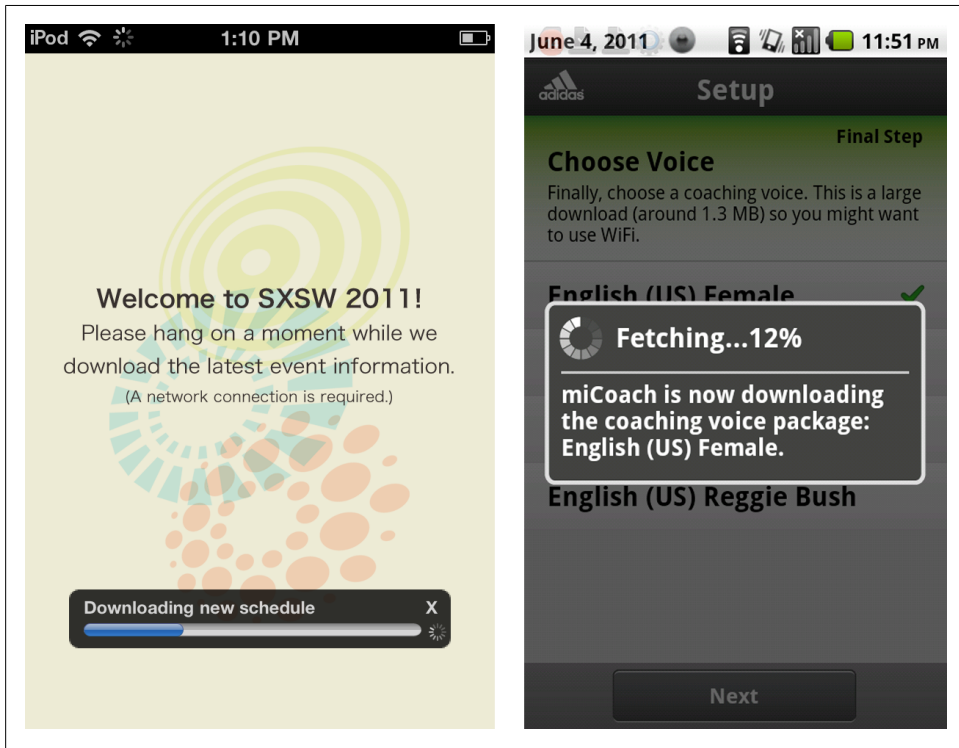 iPod 1:10 PM
Welcome to SXSW 2011!
Please hang on a moment while we
download the latest event information.
(A network connection is required.)
Downloading new schedule X
June 4, 2011 11:51 PM
adidas Setup
Final Step
Choose Voice
Finally, choose a coaching voice. This is a large
download (around 1.3 MB) so you might want
to use WiFi.
English (US) Female
Fetching...12%
miCoach is now downloading
the coaching voice package:
English (US) Female.
English (US) Reggie Bush
Next